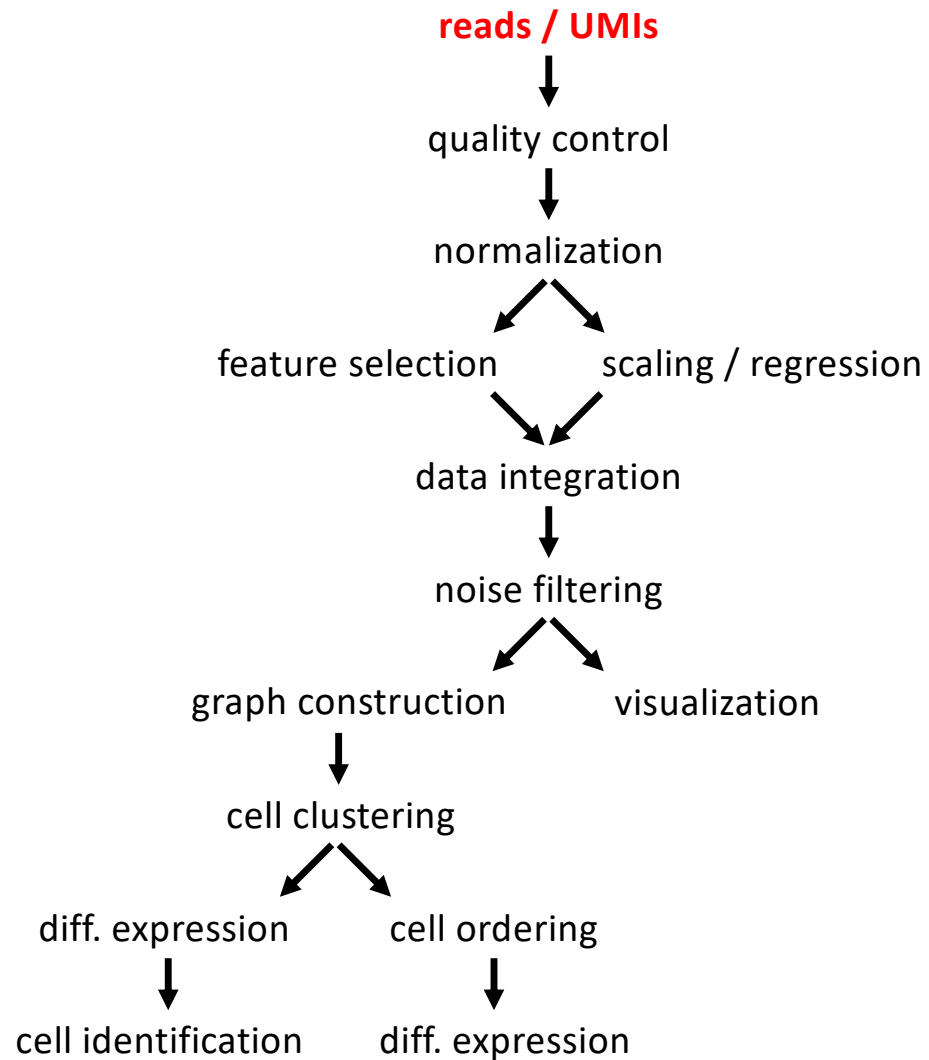 reads / UMIs
quality control
normalization
feature selection
scaling / regression
data integration
noise filtering
graph construction
visualization
cell clustering
diff. expression
cell ordering
cell identification
diff. expression